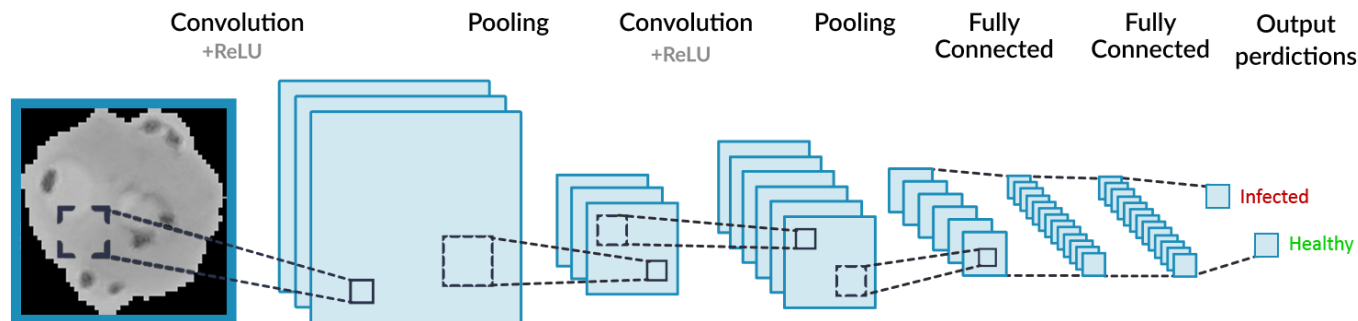 Convolution
+ReLU
Pooling
Convolution
+ReLU
Pooling
Fully
Connected
Fully
Connected
Output
perdictions
Infected
Healthy